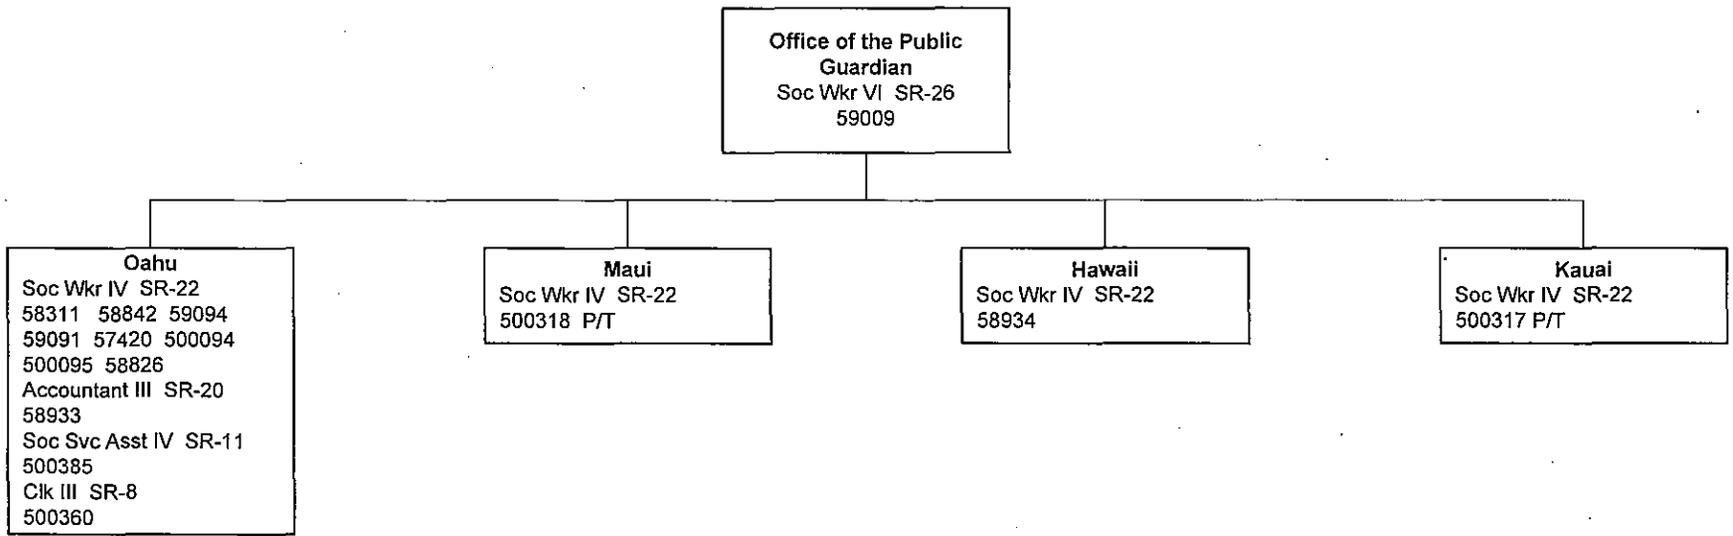 Office of the Public
Guardian
Soc Wkr VI SR-26
59009
Oahu
Soc Wkr IV SR-22
58311 58842 59094
59091 57420 500094
500095 58826
Accountant III SR-20
58933
Soc Svc Asst IV SR-11
500385
Clk III SR-8
500360
Maui
Soc Wkr IV SR-22
500318 P/T
Hawaii
Soc Wkr IV SR-22
58934
Kauai
Soc Wkr IV SR-22
500317 P/T